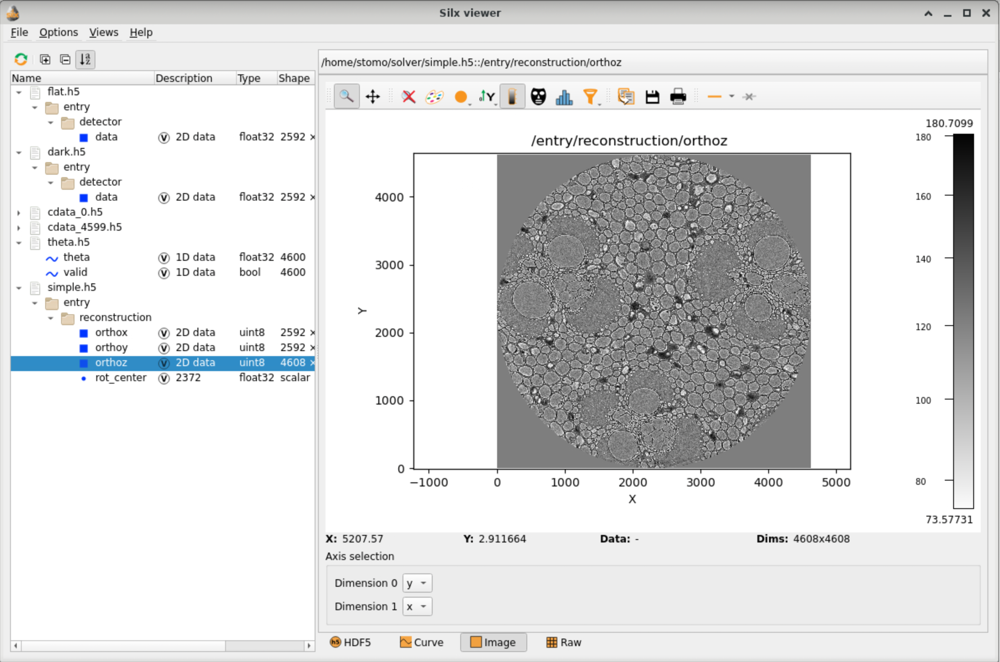 Silx viewer
File Options Views Help
Name Description Type Shape
flat.h5
entry
detector
data V 2D data float32 2592 ×
dark.h5
entry
detector
data V 2D data float32 2592 ×
cdata_0.h5
cdata_4599.h5
theta.h5
theta V 1D data float32 4600
valid V 1D data bool 4600
simple.h5
entry
reconstruction
orthox V 2D data uint8 2592 ×
orthoy V 2D data uint8 2592 ×
orthoz V 2D data uint8 4608 ×
rot_center V 2372 float32 scalar
/home/stomo/solver/simple.h5::/entry/reconstruction/orthoz
/entry/reconstruction/orthoz
180.7099
180
160
140
120
100
80
73.57731
4000
3000
2000
1000
0
Y
−1000 0 1000 2000 3000 4000 5000
X
X: 5207.57 Y: 2.911664 Data: - Dims: 4608x4608
Axis selection
Dimension 0 y
Dimension 1 x
h5 HDF5 Curve Image Raw